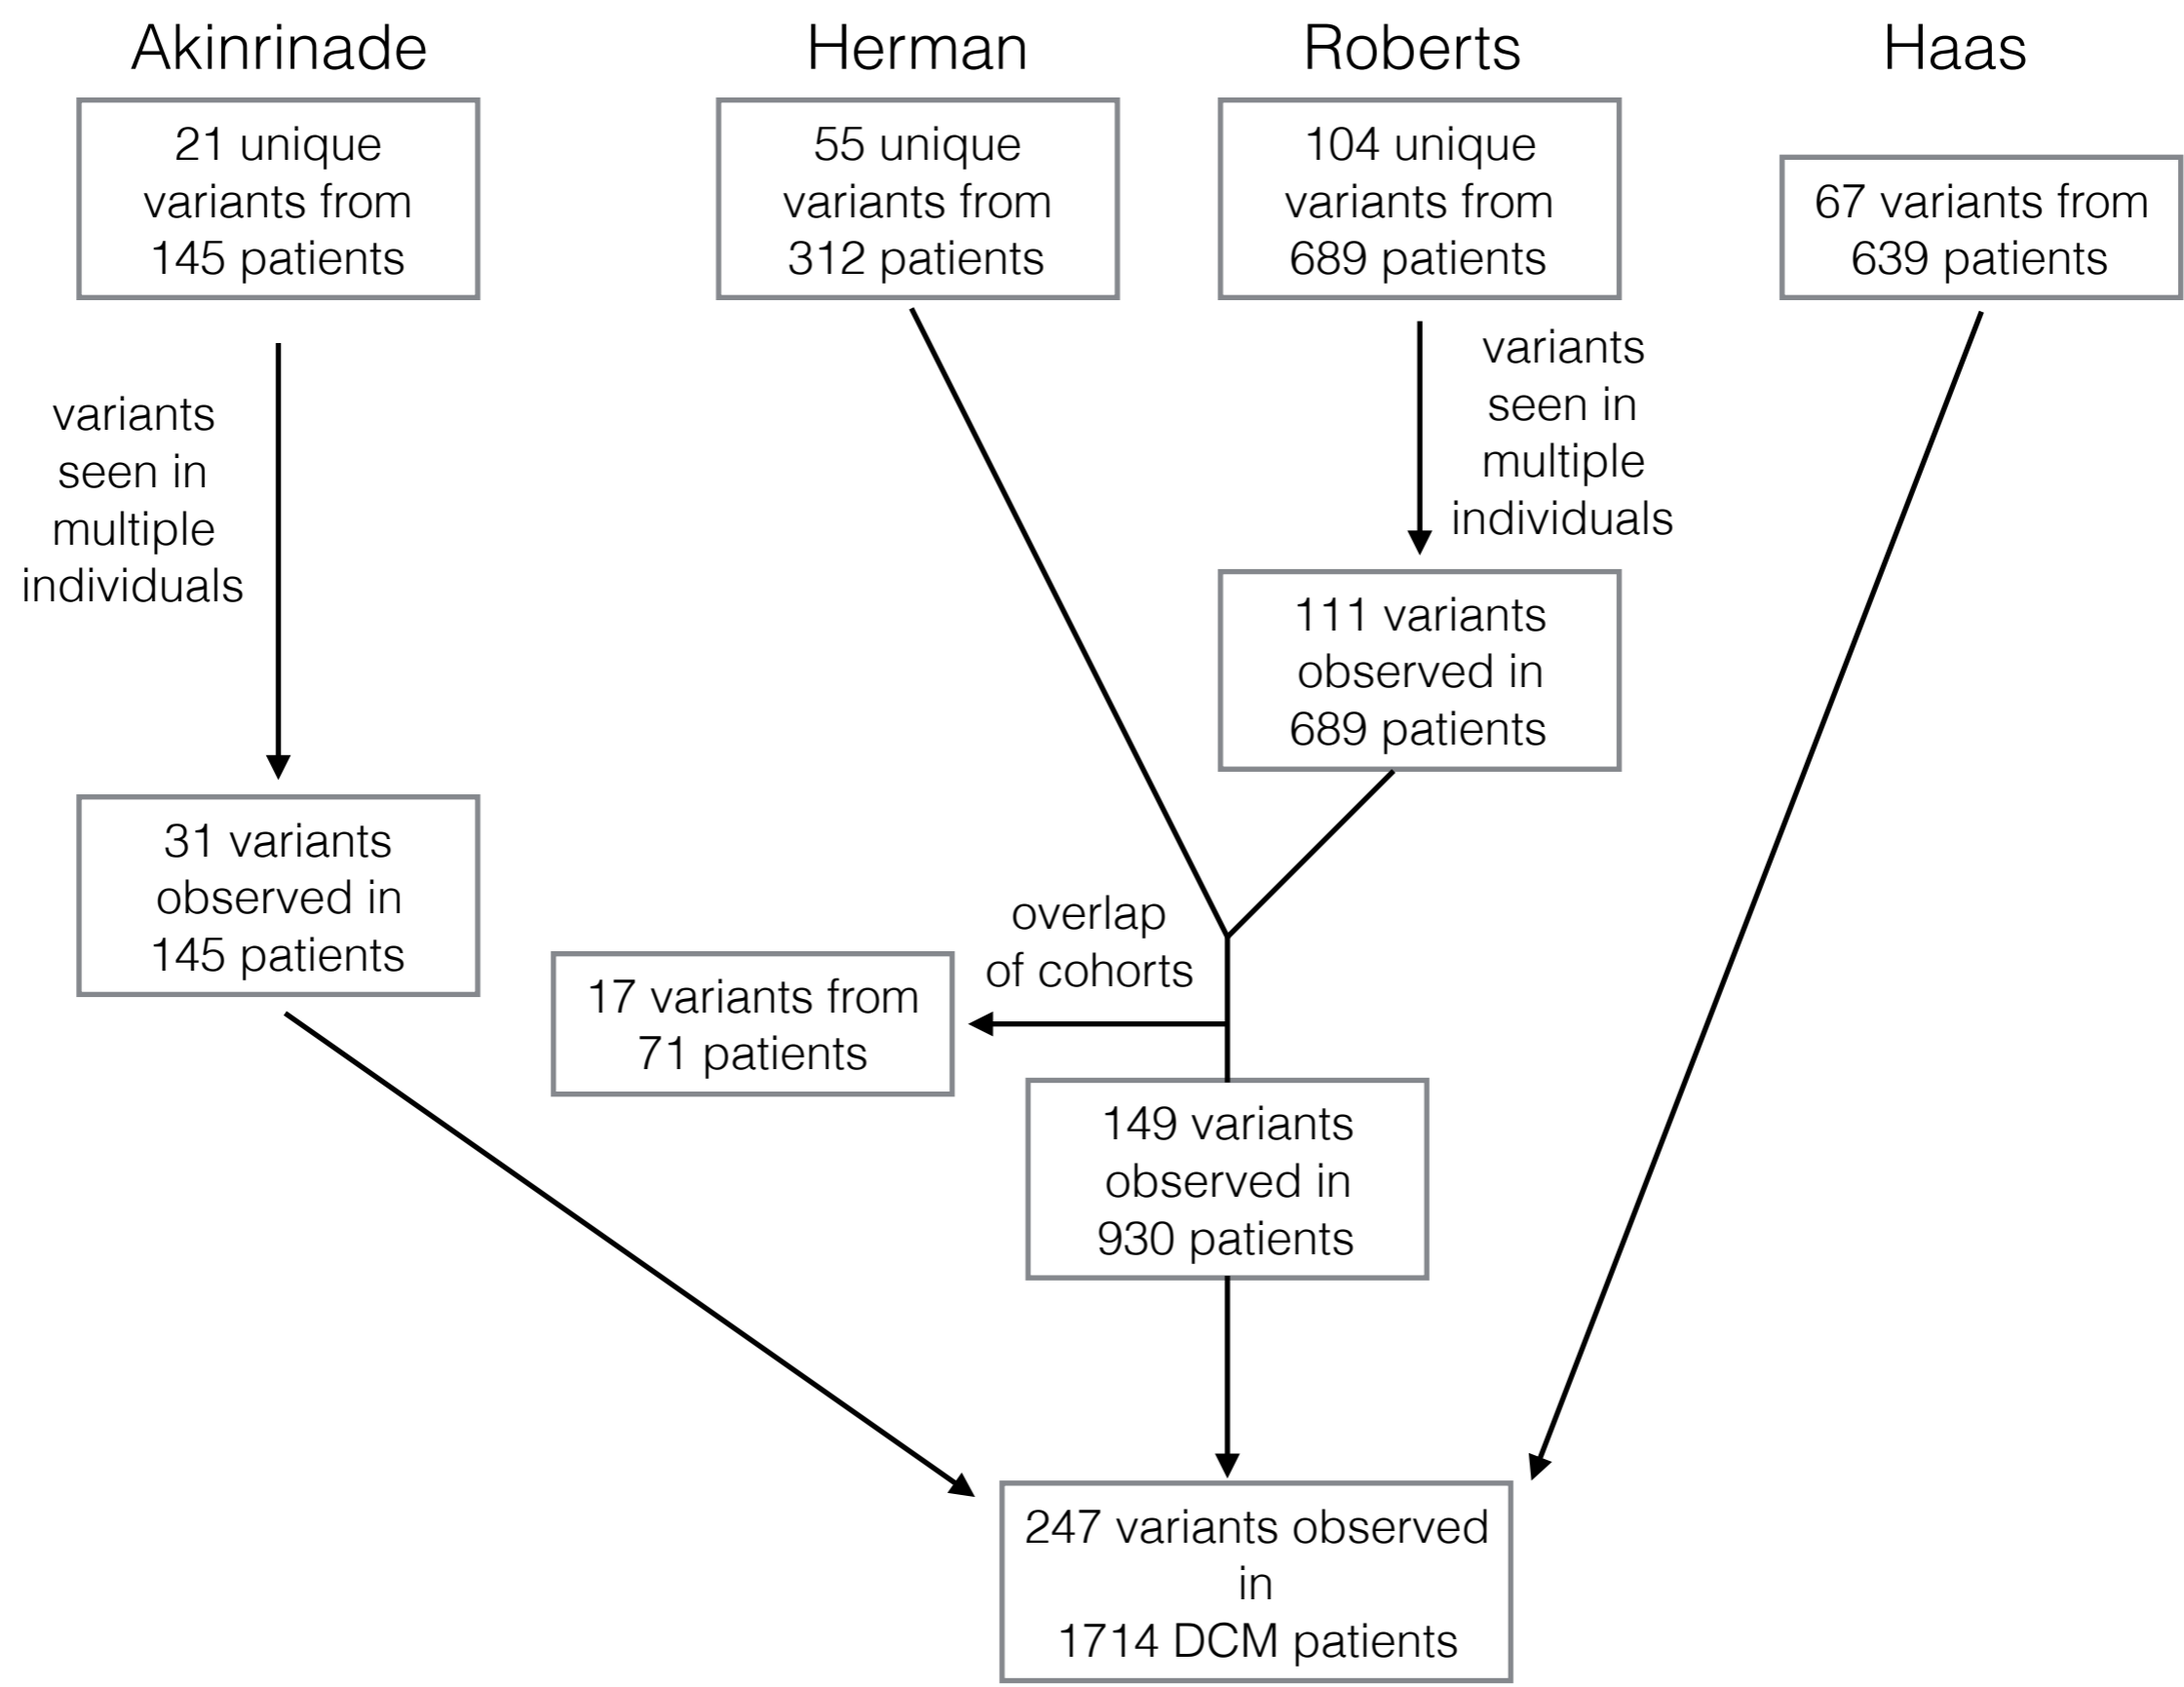 Akinrinade
Herman
Roberts
Haas
21 unique
variants from
145 patients
55 unique
variants from
312 patients
104 unique
variants from
689 patients
67 variants from
639 patients
variants
seen in
multiple
individuals
variants
seen in
multiple
individuals
111 variants
observed in
689 patients
31 variants
observed in
145 patients
overlap
of cohorts
17 variants from
71 patients
149 variants
observed in
930 patients
247 variants observed
in
1714 DCM patients